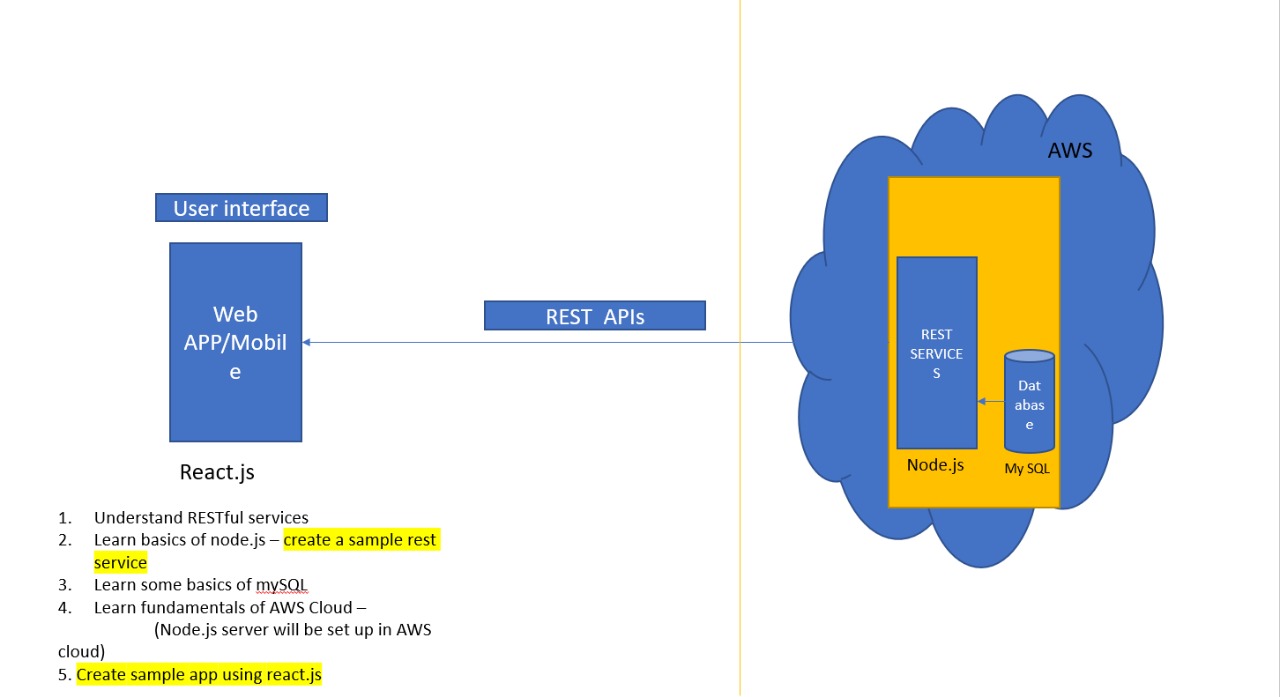 AWS
User interface
Web
APP/Mobil
e
REST APIs
REST
SERVICE
S
Dat
abas
e
Node.js
My SQL
React.js
1. Understand RESTful services
2. Learn basics of node.js – create a sample rest
service
3. Learn some basics of mySQL
4. Learn fundamentals of AWS Cloud –
(Node.js server will be set up in AWS
cloud)
5. Create sample app using react.js